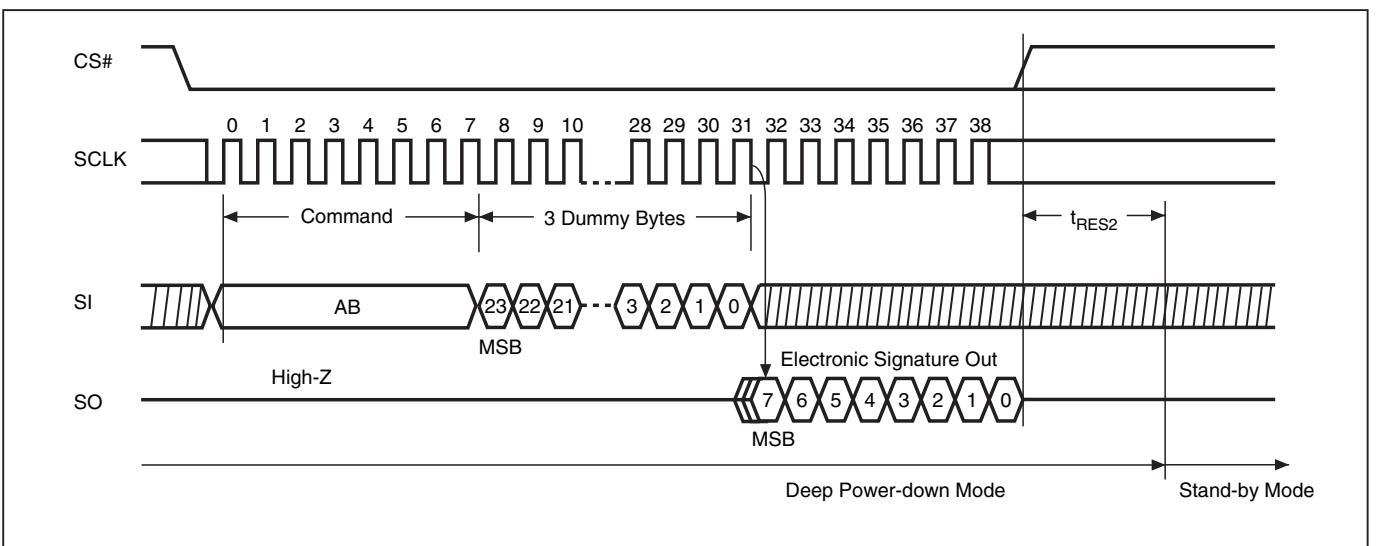 CS#
0 1 2 3 4 5 6 7 8 9 10 28 29 30 31 32 33 34 35 36 37 38
SCLK
Command 3 Dummy Bytes tRES2
SI AB 23 22 21 3 2 1 0
MSB
Electronic Signature Out
High-Z
SO 7 6 5 4 3 2 1 0
MSB
Deep Power-down Mode Stand-by Mode